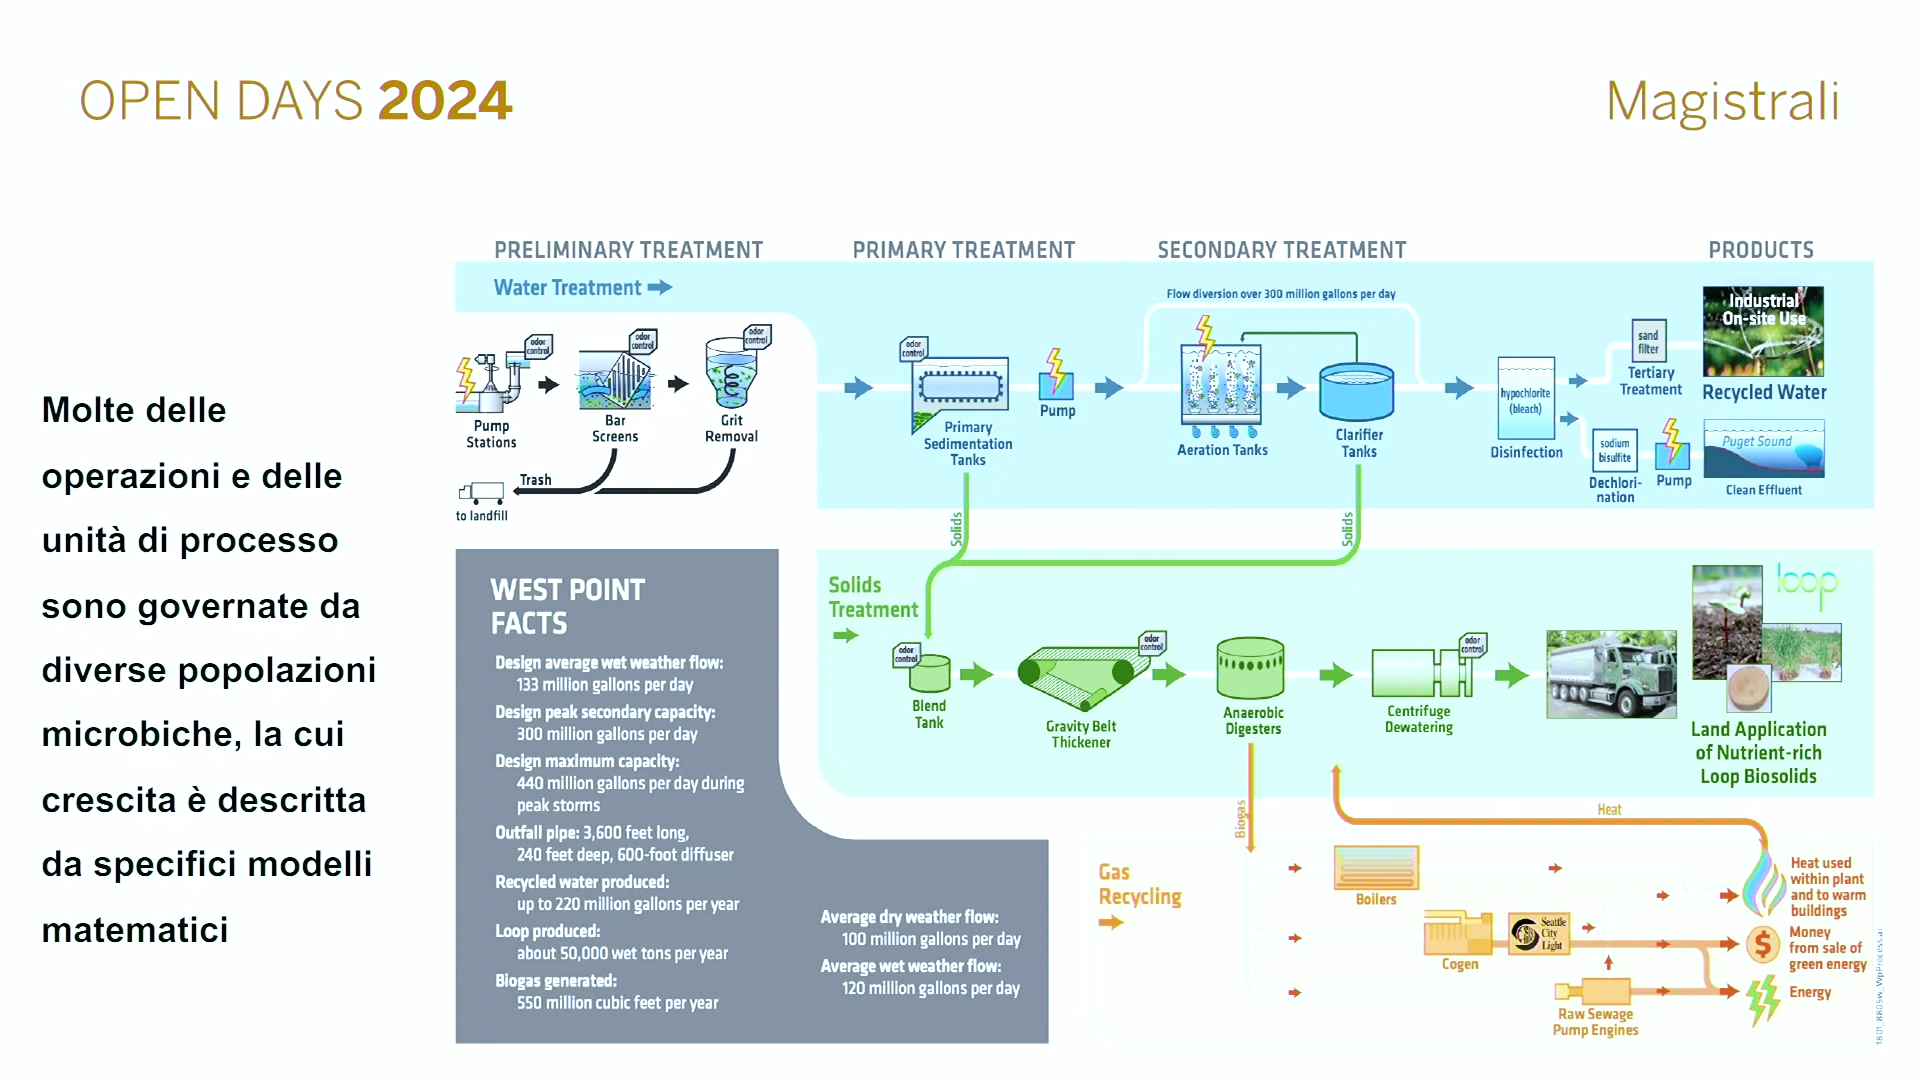 OPEN DAYS 2024
Magistrali
Molte delle
operazioni e delle
unità di processo
sono governate da
diverse popolazioni
microbiche, la cui
crescita è descritta
da specifici modelli
matematici
PRELIMINARY TREATMENT
PRIMARY TREATMENT
SECONDARY TREATMENT
PRODUCTS
Water Treatment
Flow diversion over 300 million gallons per day
odor
control
odor
control
odor
control
odor
control
Pump
Stations
Bar
Screens
Grit
Removal
Trash
to landfill
Primary
Sedimentation
Tanks
Pump
Aeration Tanks
Clarifier
Tanks
hypochlorite
(bleach)
Disinfection
sand
filter
Tertiary
Treatment
sodium
bisulfite
Dechlori-
nation
Pump
Industrial
On-site Use
Recycled Water
Puget Sound
Clean Effluent
Solids
Solids
Solids
Treatment
odor
control
Blend
Tank
odor
control
Gravity Belt
Thickener
Anaerobic
Digesters
odor
control
Centrifuge
Dewatering
loop
Land Application
of Nutrient-rich
Loop Biosolids
WEST POINT
FACTS
Design average wet weather flow:
133 million gallons per day
Design peak secondary capacity:
300 million gallons per day
Design maximum capacity:
440 million gallons per day during
peak storms
Outfall pipe: 3,600 feet long,
240 feet deep, 600-foot diffuser
Recycled water produced:
up to 220 million gallons per year
Loop produced:
about 50,000 wet tons per year
Biogas generated:
550 million cubic feet per year
Average dry weather flow:
100 million gallons per day
Average wet weather flow:
120 million gallons per day
Biogas
Heat
Gas
Recycling
Boilers
Cogen
Seattle
City
Light
Raw Sewage
Pump Engines
Heat used
within plant
and to warm
buildings
$
Money
from sale of
green energy
Energy